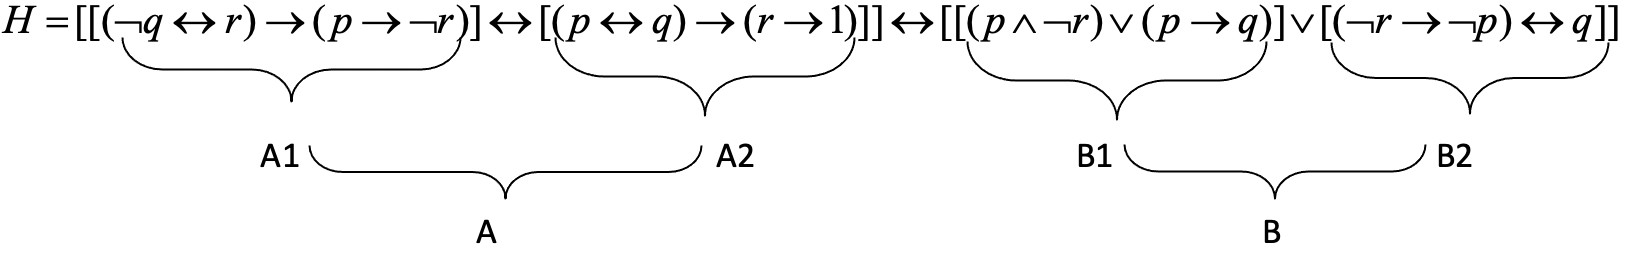 H = [[(¬q ↔ r) → (p → ¬r)] ↔ [(p ↔ q) → (r → 1)]] ↔ [[(p ∧ ¬r) ∨ (p → q)] ∨ [(¬r → ¬p) ↔ q]]
A1 A2 B1 B2
A B